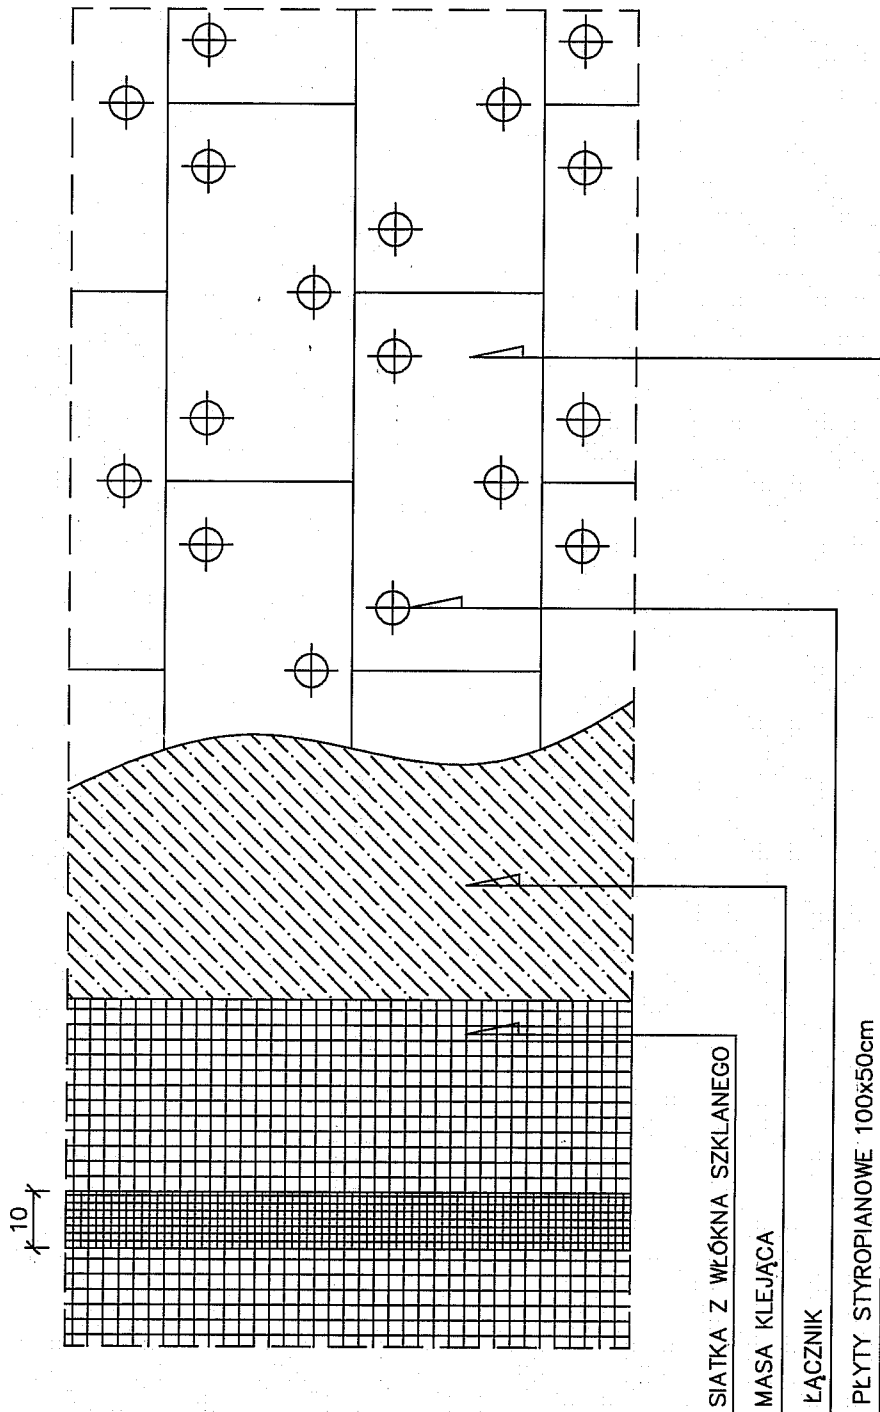 10
SIATKA Z WŁÓKNA SZKLANEGO
MASA KLEJĄCA
ŁĄCZNIK
PŁYTY STYROPIANOWE 100x50cm